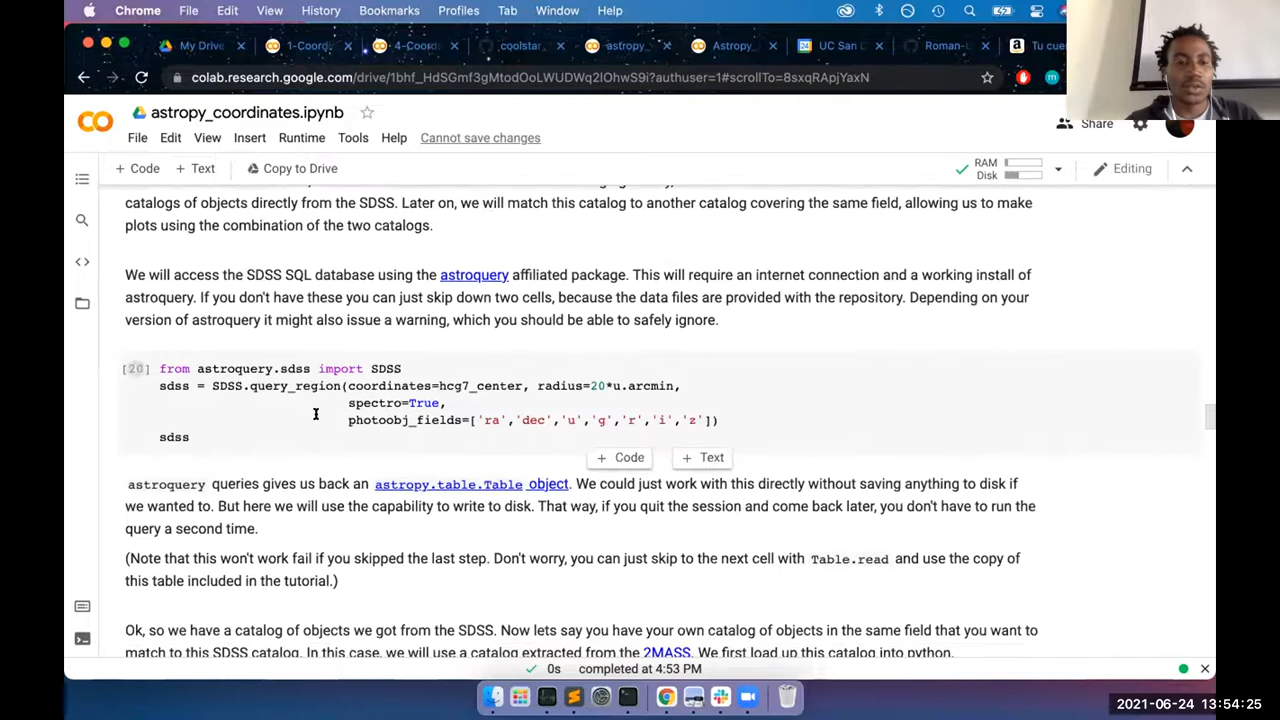 Chrome File Edit View History Bookmarks Profiles Tab Window Help
My Drive 1-Coordi 4-Coord coolstar astropy_ Astropy_ UC San Roman- Tu cuen
colab.research.google.com/drive/1bhf_HdSGmf3gMtodOoLWUDWq2lOhwS9i?authuser=1#scrollTo=8sxqRApjYaxN
astropy_coordinates.ipynb
File Edit View Insert Runtime Tools Help Cannot save changes
Share
+ Code + Text Copy to Drive
RAM
Disk
Editing
catalogs of objects directly from the SDSS. Later on, we will match this catalog to another catalog covering the same field, allowing us to make
plots using the combination of the two catalogs.
We will access the SDSS SQL database using the astroquery affiliated package. This will require an internet connection and a working install of
astroquery. If you don't have these you can just skip down two cells, because the data files are provided with the repository. Depending on your
version of astroquery it might also issue a warning, which you should be able to safely ignore.
[20] from astroquery.sdss import SDSS
sdss = SDSS.query_region(coordinates=hcg7_center, radius=20*u.arcmin,
spectro=True,
photoobj_fields=['ra','dec','u','g','r','i','z'])
sdss
+ Code + Text
astroquery queries gives us back an astropy.table.Table object. We could just work with this directly without saving anything to disk if
we wanted to. But here we will use the capability to write to disk. That way, if you quit the session and come back later, you don't have to run the
query a second time.
(Note that this won't work fail if you skipped the last step. Don't worry, you can just skip to the next cell with Table.read and use the copy of
this table included in the tutorial.)
Ok, so we have a catalog of objects we got from the SDSS. Now lets say you have your own catalog of objects in the same field that you want to
match to this SDSS catalog. In this case, we will use a catalog extracted from the 2MASS. We first load up this catalog into python.
0s completed at 4:53 PM
2021-06-24 13:54:25